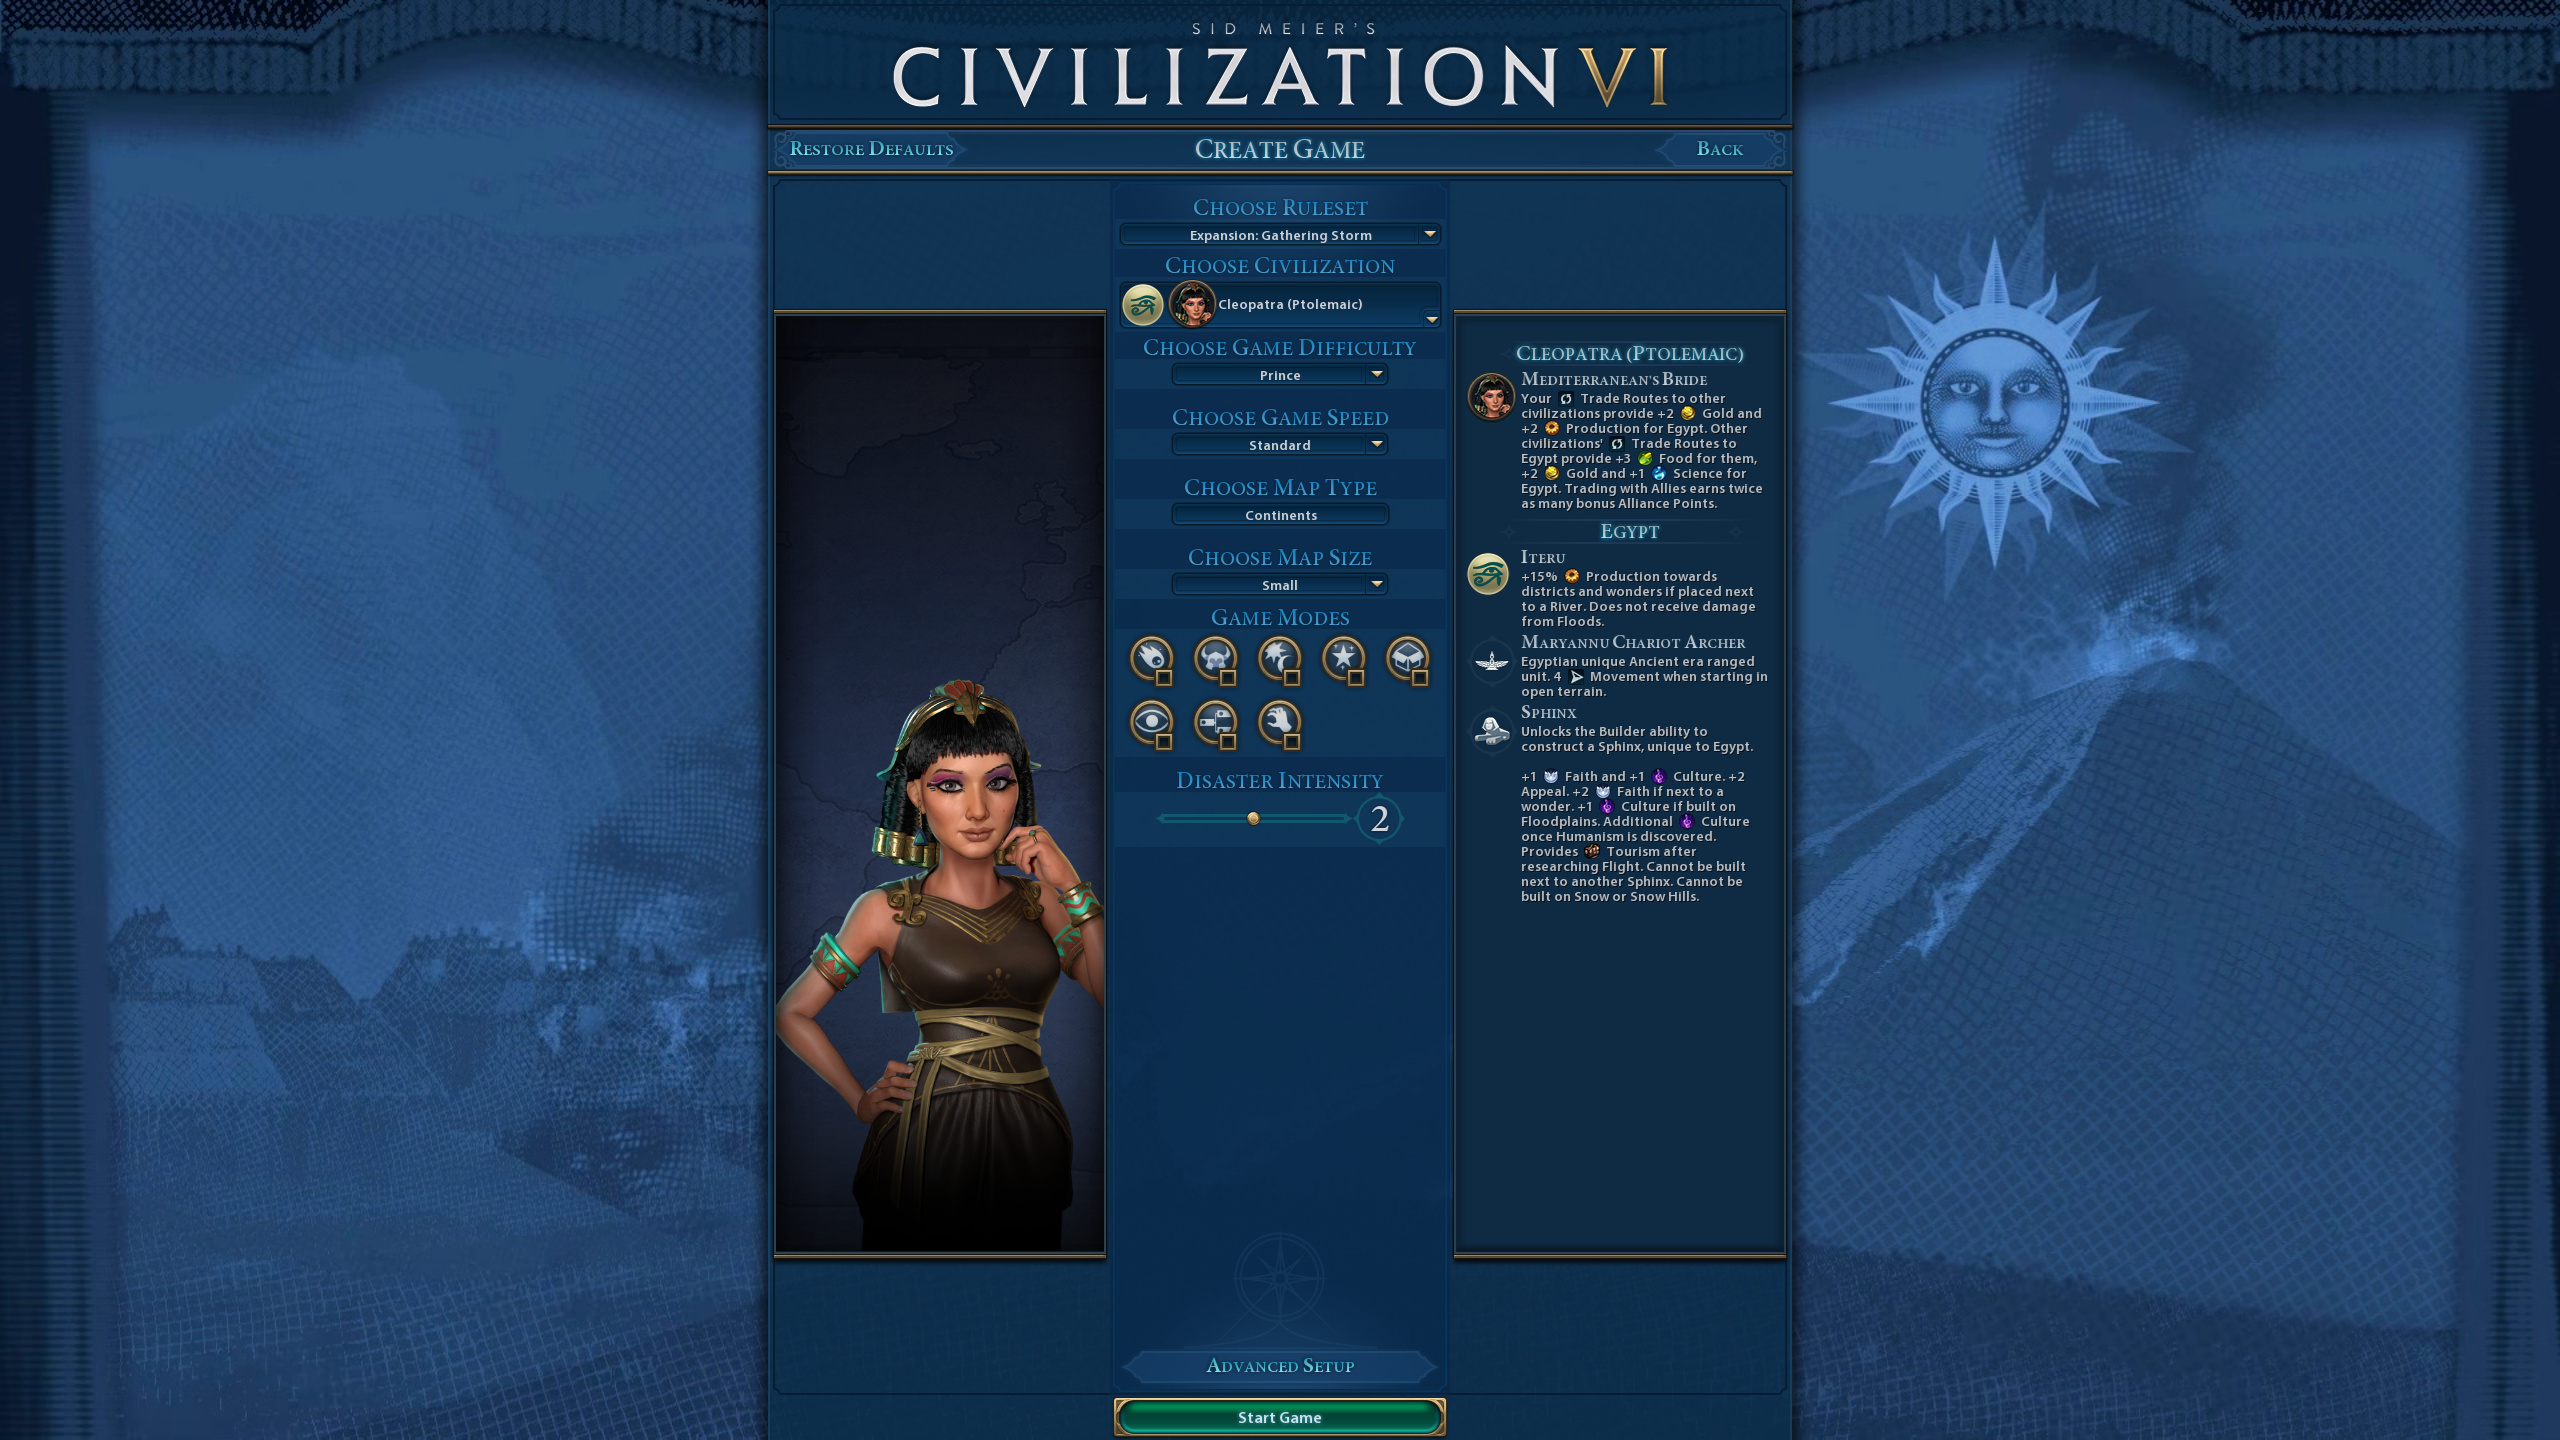 SID MEIER'S
CIVILIZATION VI
RESTORE DEFAULTS
CREATE GAME
BACK
CHOOSE RULESET
Expansion: Gathering Storm
CHOOSE CIVILIZATION
Cleopatra (Ptolemaic)
CHOOSE GAME DIFFICULTY
Prince
CHOOSE GAME SPEED
Standard
CHOOSE MAP TYPE
Continents
CHOOSE MAP SIZE
Small
GAME MODES
DISASTER INTENSITY
2
ADVANCED SETUP
Start Game
CLEOPATRA (PTOLEMAIC)
MEDITERRANEAN'S BRIDE
Your Trade Routes to other
civilizations provide +2 Gold and
+2 Production for Egypt. Other
civilizations' Trade Routes to
Egypt provide +3 Food for them,
+2 Gold and +1 Science for
Egypt. Trading with Allies earns twice
as many bonus Alliance Points.
EGYPT
ITERU
+15% Production towards
districts and wonders if placed next
to a River. Does not receive damage
from Floods.
MARYANNU CHARIOT ARCHER
Egyptian unique Ancient era ranged
unit. 4 Movement when starting in
open terrain.
SPHINX
Unlocks the Builder ability to
construct a Sphinx, unique to Egypt.
+1 Faith and +1 Culture. +2
Appeal. +2 Faith if next to a
wonder. +1 Culture if built on
Floodplains. Additional Culture
once Humanism is discovered.
Provides Tourism after
researching Flight. Cannot be built
next to another Sphinx. Cannot be
built on Snow or Snow Hills.